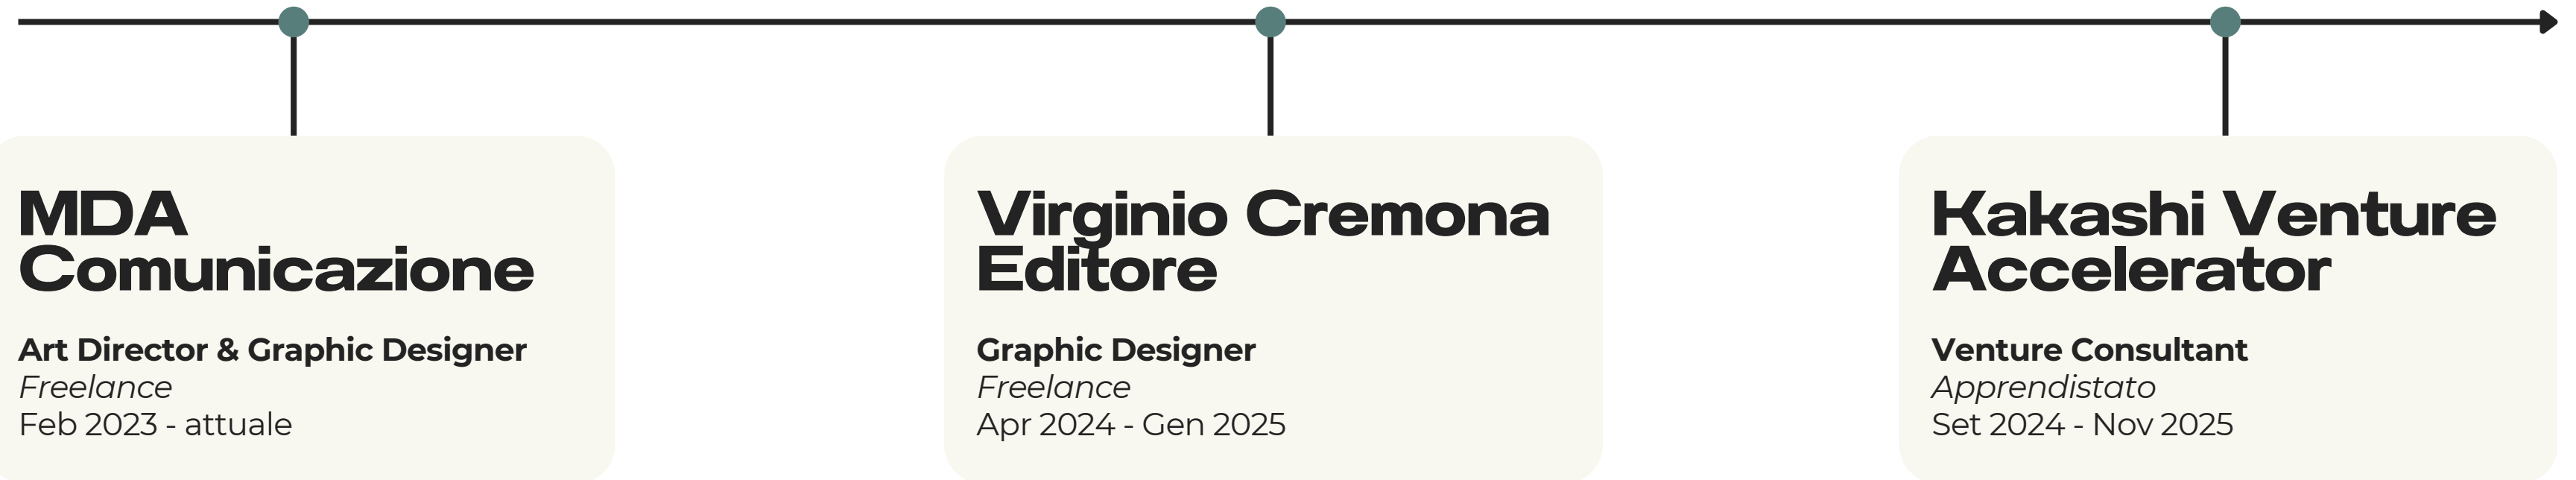 MDA
Comunicazione
Art Director & Graphic Designer
Freelance
Feb 2023 - attuale
Virginio Cremona
Editore
Graphic Designer
Freelance
Apr 2024 - Gen 2025
Kakashi Venture
Accelerator
Venture Consultant
Apprendistato
Set 2024 - Nov 2025